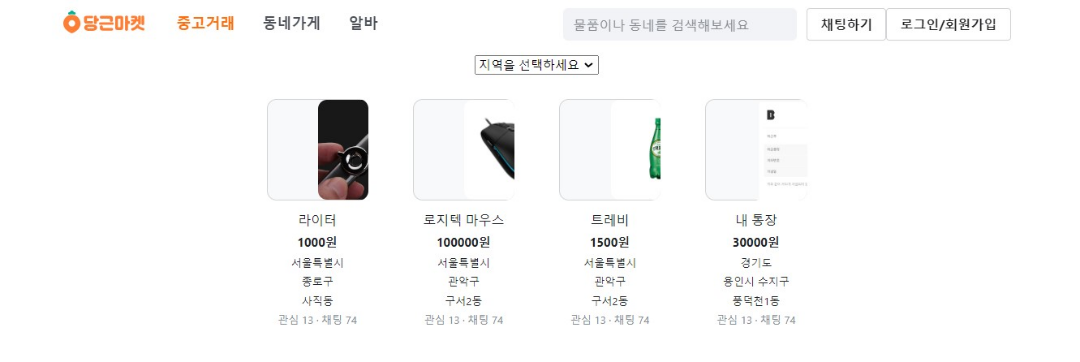 당근마켓 중고거래 동네가게 알바 물품이나 동네를 검색해보세요 채팅하기 로그인/회원가입
지역을 선택하세요
B
라이터 로지텍 마우스 트레비 내 통장
1000원 100000원 1500원 30000원
서울특별시 서울특별시 서울특별시 경기도
종로구 관악구 관악구 용인시 수지구
사직동 구서2동 구서2동 풍덕천1동
관심 13 · 채팅 74 관심 13 · 채팅 74 관심 13 · 채팅 74 관심 13 · 채팅 74